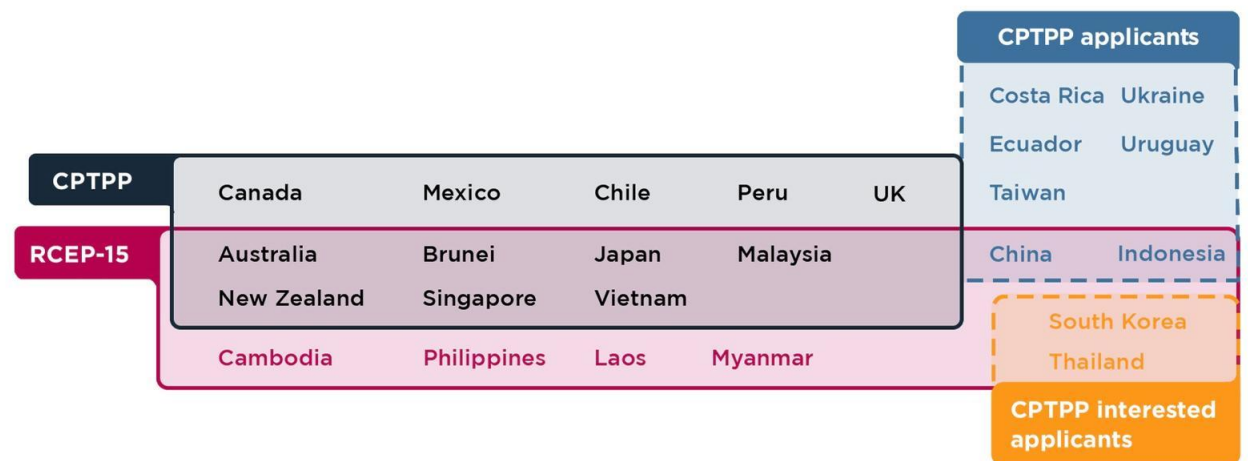 CPTPP applicants
Costa Rica Ukraine
Ecuador Uruguay
CPTPP
Canada Mexico Chile Peru UK
Taiwan
RCEP-15
Australia Brunei Japan Malaysia
China Indonesia
New Zealand Singapore Vietnam
South Korea
Cambodia Philippines Laos Myanmar
Thailand
CPTPP interested
applicants